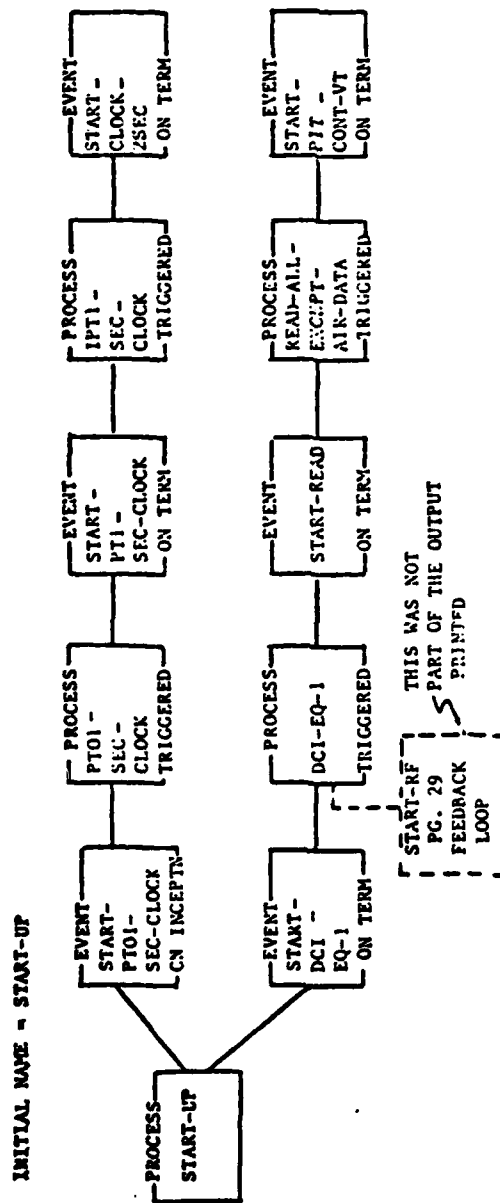 INITIAL NAME = START-UP
PROCESS
START-UP
EVENT
START-
PTO1-
SEC-CLOCK
CN INCEPTN
PROCESS
PTO1-
SEC-
CLOCK
TRIGGERED
EVENT
START-
PT1-
SEC-CLOCK
ON TERM
PROCESS
IPT1-
SEC-
CLOCK
TRIGGERED
EVENT
START-
CLOCK-
2SEC
ON TERM
EVENT
START-
DCI-
EQ-1
ON TERM
PROCESS
DCI-EQ-1
TRIGGERED
EVENT
START-READ
ON TERM
PROCESS
READ-ALL-
EXCEPT-
AIR-DATA
TRIGGERED
EVENT
START-
PIT-
CONT-VT
ON TERM
START-RF
PG. 29
FEEDBACK
LOOP
THIS WAS NOT
PART OF THE OUTPUT
PRINTED